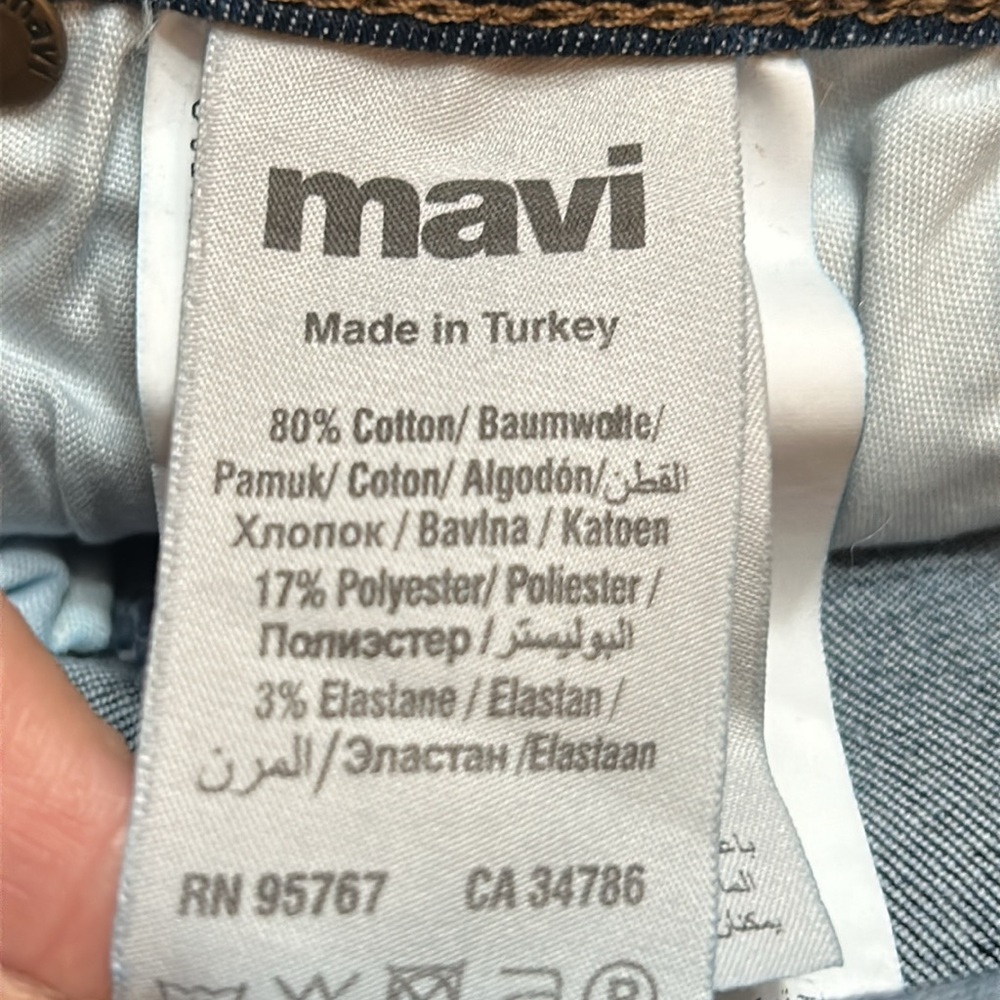 mavi
mavi
Made in Turkey
80% Cotton/ Baumwolle/
Pamuk/ Coton/ Algodón/القطن
Хлопок / Bavlna / Katoen
17% Polyester/ Poliester /
Полиэстер / البوليستر
3% Elastane / Elastan /
المرن/Эластан /Elastaan
RN 95767 CA 34786
P